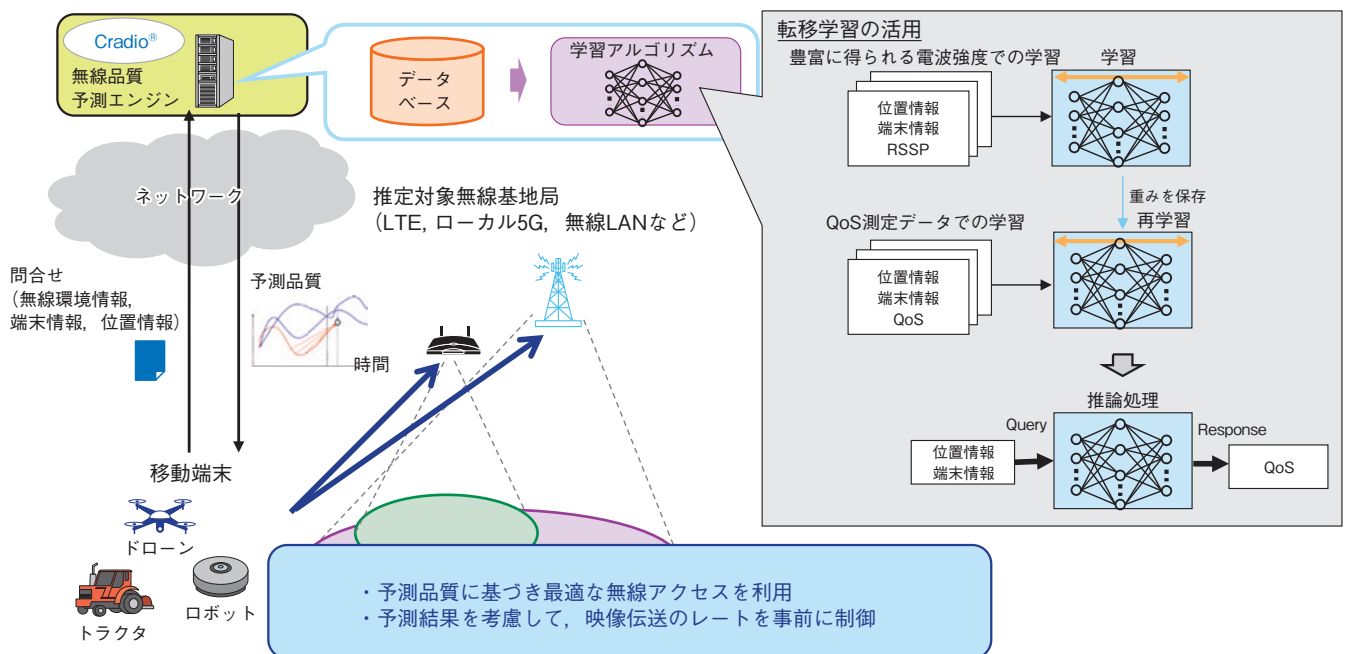 Cradio®
無線品質
予測エンジン
データ
ベース
学習アルゴリズム
ネットワーク
推定対象無線基地局
(LTE, ローカル5G, 無線LANなど)
問合せ
(無線環境情報,
端末情報, 位置情報)
予測品質
時間
移動端末
ドローン
トラクタ
ロボット
・予測品質に基づき最適な無線アクセスを利用
・予測結果を考慮して, 映像伝送のレートを事前に制御
転移学習の活用
豊富に得られる電波強度での学習
学習
位置情報
端末情報
RSSP
重みを保存
QoS測定データでの学習
再学習
位置情報
端末情報
QoS
推論処理
Query
Response
位置情報
端末情報
QoS